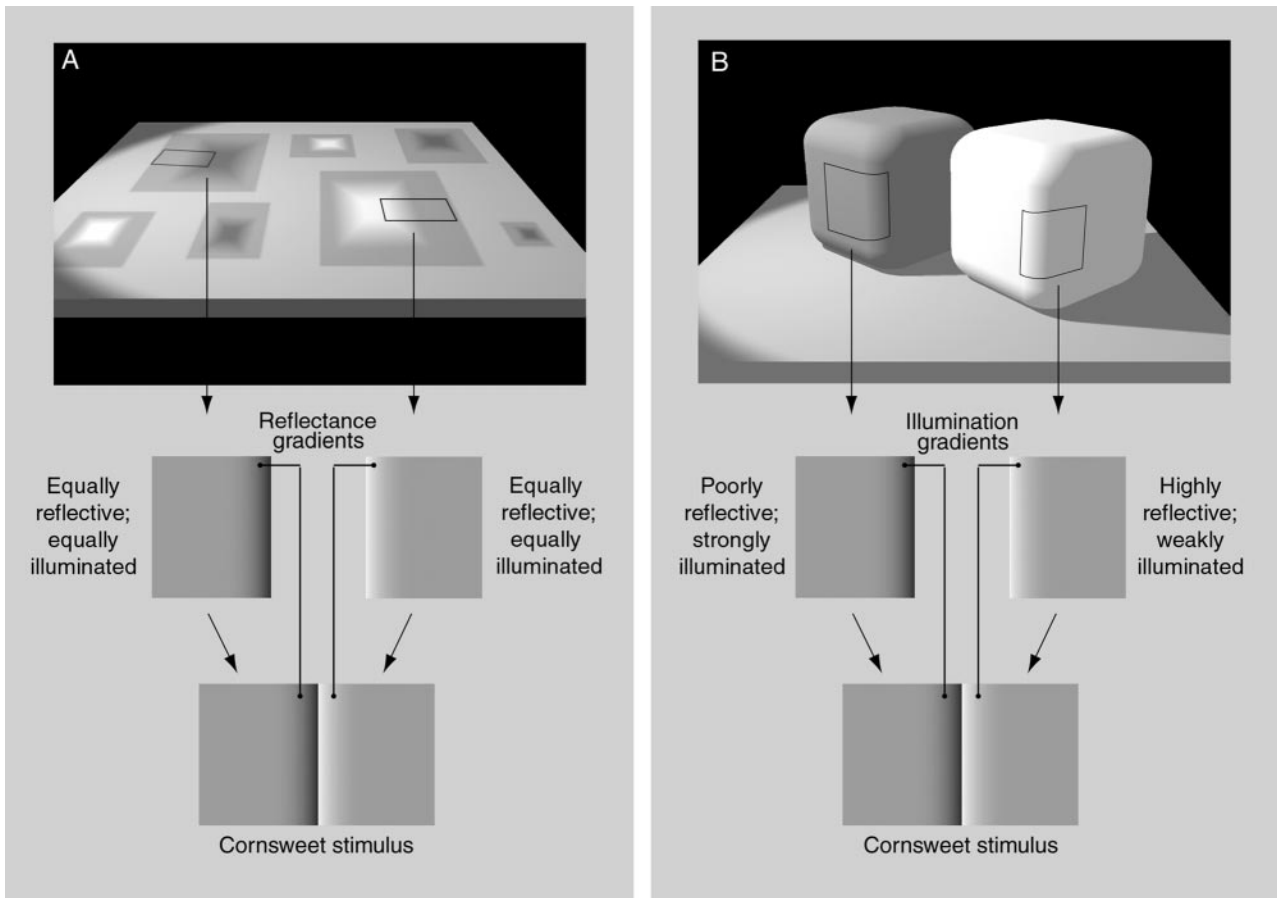 A
Reflectance
gradients
Equally
reflective;
equally
illuminated
Equally
reflective;
equally
illuminated
Cornsweet stimulus
B
Illumination
gradients
Poorly
reflective;
strongly
illuminated
Highly
reflective;
weakly
illuminated
Cornsweet stimulus